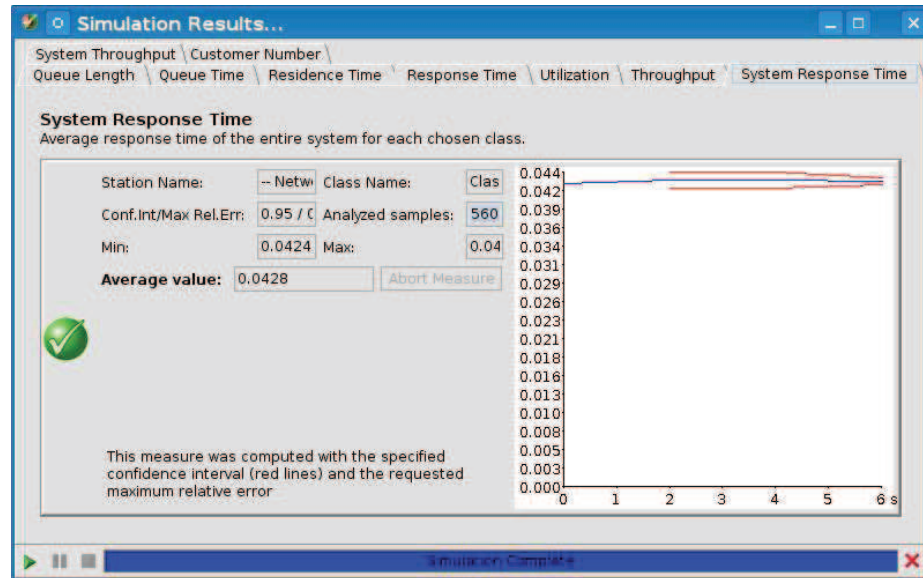 Simulation Results...
System Throughput Customer Number
Queue Length Queue Time Residence Time Response Time Utilization Throughput System Response Time
System Response Time
Average response time of the entire system for each chosen class.
Station Name: -- Netw Class Name: Clas
Conf.Int/Max Rel.Err: 0.95 / 0 Analyzed samples: 560
Min: 0.0424 Max: 0.04
Average value: 0.0428 Abort Measure
This measure was computed with the specified
confidence interval (red lines) and the requested
maximum relative error
0.044
0.042
0.039
0.036
0.034
0.031
0.029
0.026
0.023
0.021
0.018
0.016
0.013
0.010
0.008
0.005
0.003
0.000
0 1 2 3 4 5 6 s
Simulation Complete